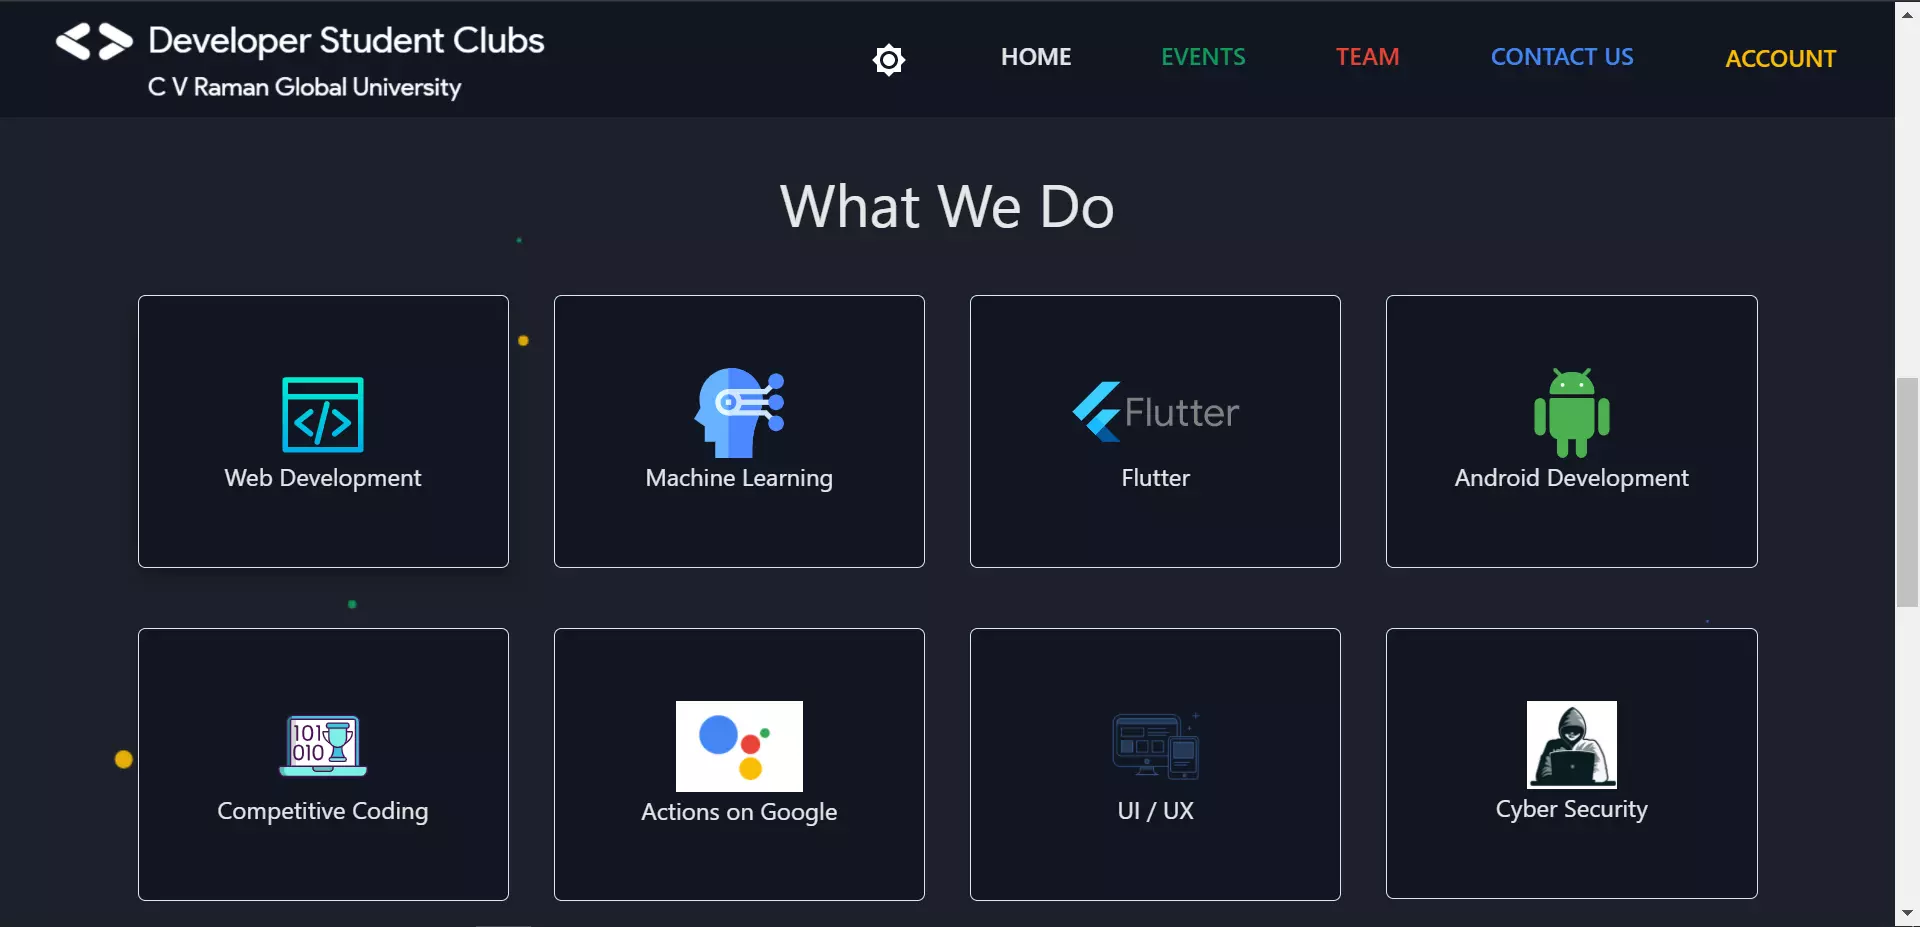 Developer Student Clubs
C V Raman Global University
HOME
EVENTS
TEAM
CONTACT US
ACCOUNT
What We Do
Web Development
Machine Learning
Flutter
Flutter
Android Development
101
010
Competitive Coding
Actions on Google
UI / UX
Cyber Security